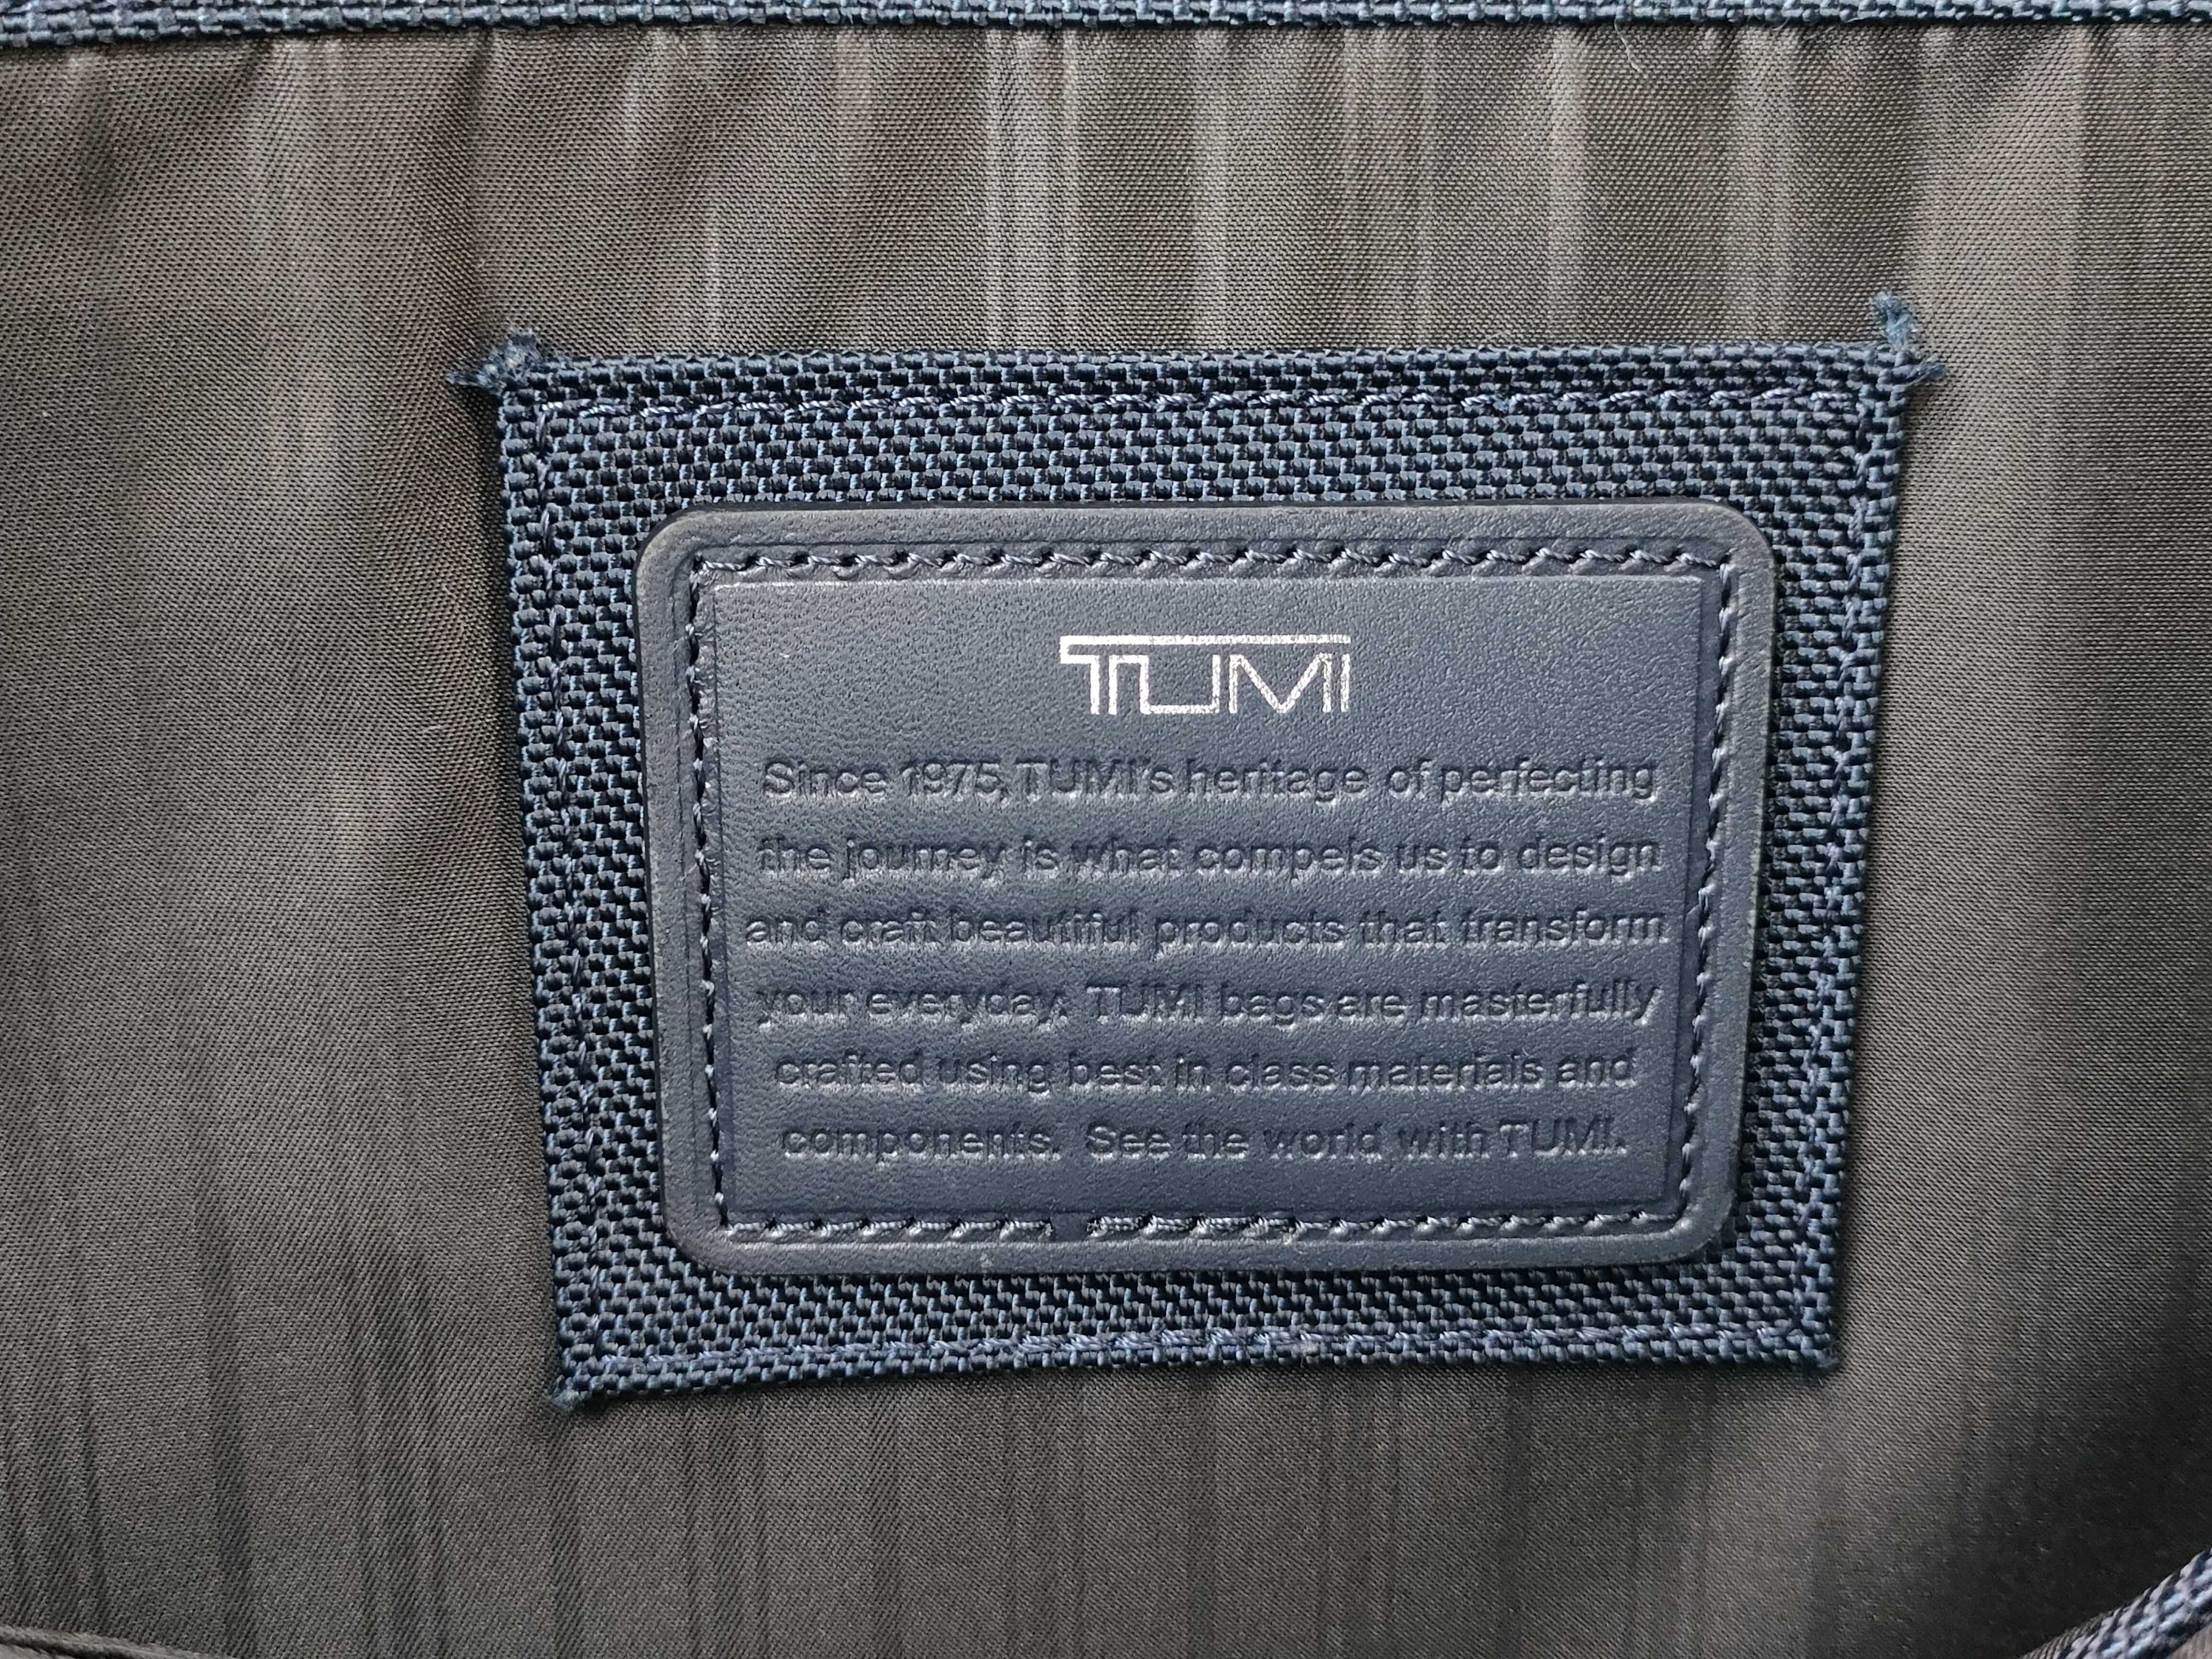 TUMI
Since 1975, TUMI's heritage of perfecting
the journey is what compels us to design
and craft beautiful products that transform
your everyday. TUMI bags are masterfully
crafted using best in class materials and
components. See the world with TUMI.